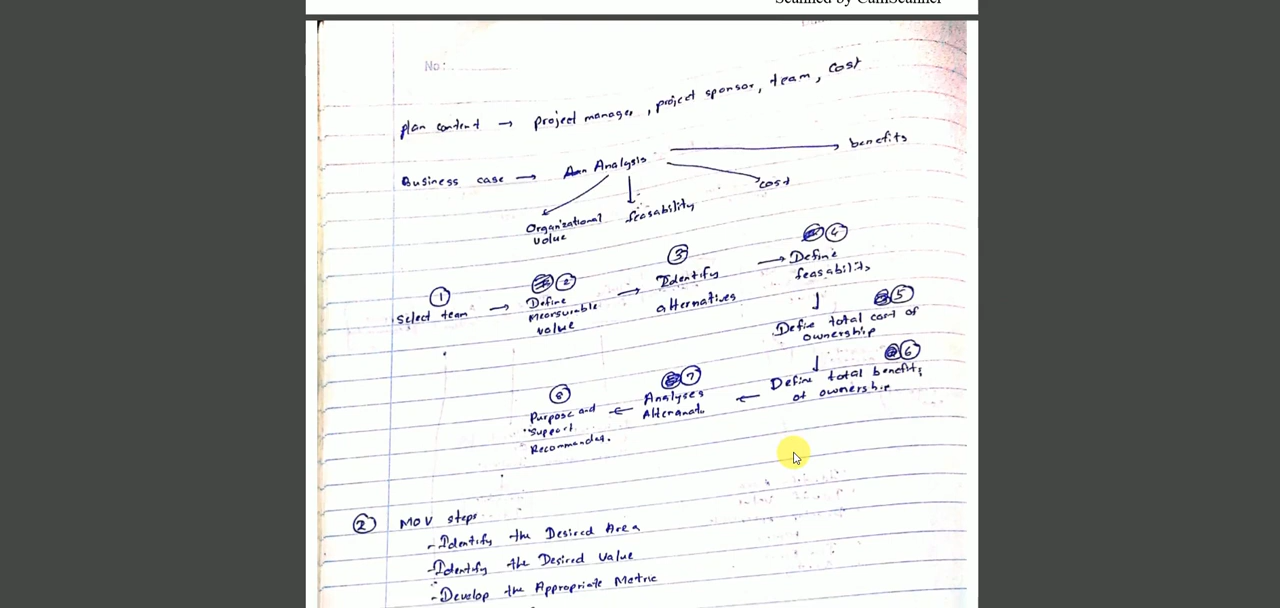 Scanned by CamScanner
No:
plan content → project manager, project sponsor, team, cost
Business case → Analysis → benefits
cost
Organizational value
feasability
① Select team →
② Define Mearsurable value →
③ Identify alternatives
④ → Define feasability
⑤ Define total cost of ownership
⑥ Define total benefits of ownership
⑦ Analyses
⑧ Purpose and support
② MOV steps
- Identify the Desired Area
- Identify the Desired value
- Develop the Appropriate Metric